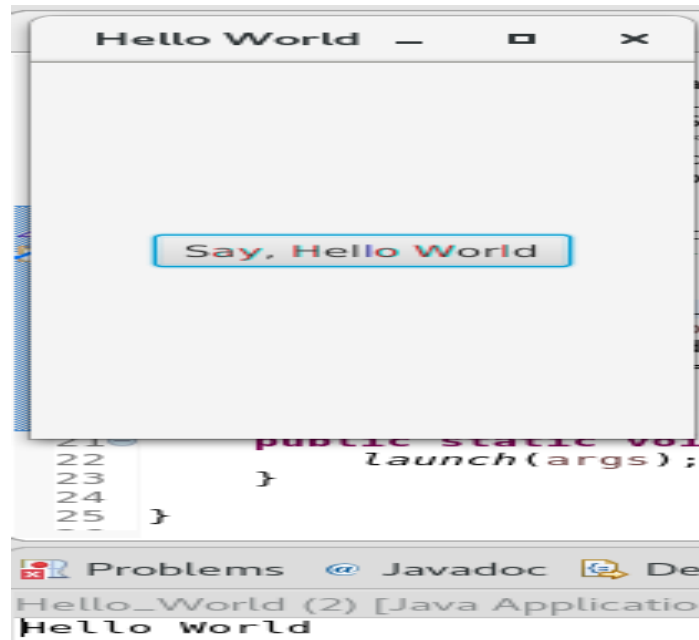 Hello World
Say, Hello World
21 public static voi
22 launch(args);
23 }
24
25 }
Problems @ Javadoc De
Hello_World (2) [Java Applicatio
Hello World